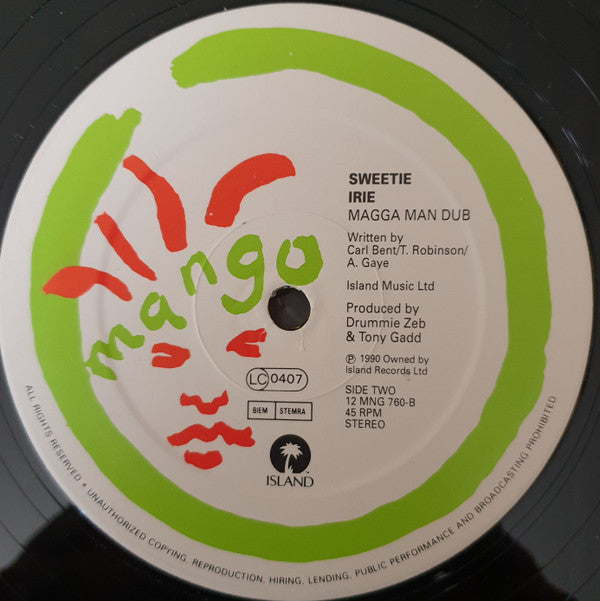 mango
SWEETIE
IRIE
MAGGA MAN DUB
Written by
Carl Bent/T. Robinson/
A. Gaye
Island Music Ltd
Produced by
Drummie Zeb
& Tony Gadd
℗ 1990 Owned by
Island Records Ltd
LC 0407
BIEM STEMRA
SIDE TWO
12 MNG 760-B
45 RPM
STEREO
ISLAND
ALL RIGHTS RESERVED • UNAUTHORIZED COPYING, REPRODUCTION, HIRING, LENDING, PUBLIC PERFORMANCE AND BROADCASTING PROHIBITED